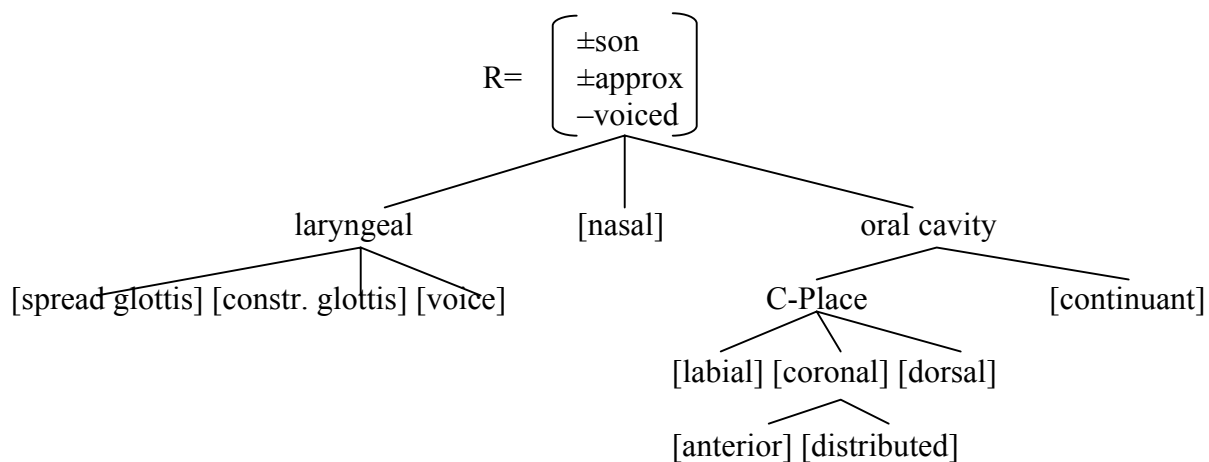 ±son
R= ±approx
–voiced
laryngeal [nasal] oral cavity
[spread glottis] [constr. glottis] [voice] C-Place [continuant]
[labial] [coronal] [dorsal]
[anterior] [distributed]